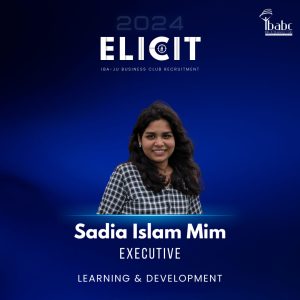 2024
ELICIT
IBA-JU BUSINESS CLUB RECRUITMENT
ibabc
Sadia Islam Mim
EXECUTIVE
LEARNING & DEVELOPMENT